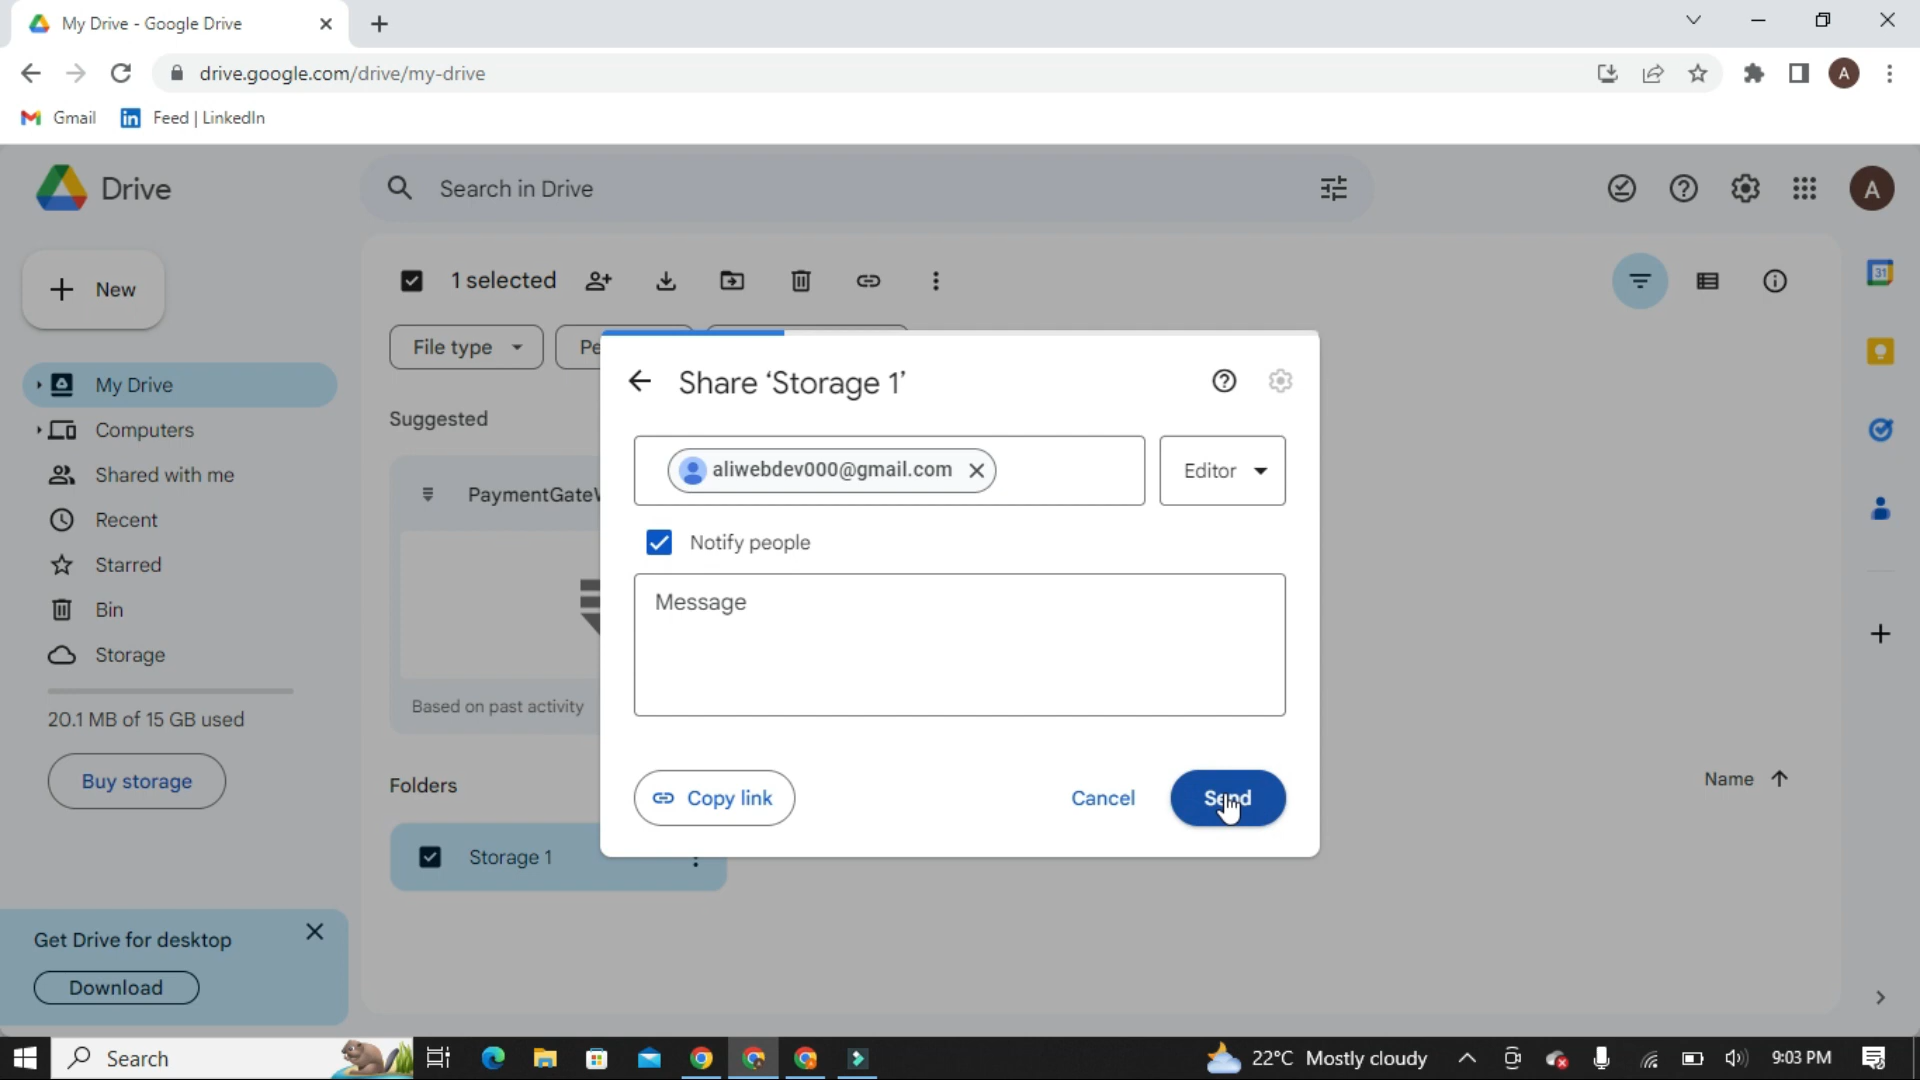 My Drive - Google Drive
drive.google.com/drive/my-drive
A
Gmail
Feed | LinkedIn
Drive
Search in Drive
A
New
1 selected
31
File type
Share ‘Storage 1’
My Drive
Computers
Suggested
aliwebdev000@gmail.com
Editor
Shared with me
Recent
Notify people
Starred
Message
Bin
Storage
Based on past activity
20.1 MB of 15 GB used
Buy storage
Folders
Copy link
Cancel
Send
Name
Storage 1
Get Drive for desktop
Download
Search
22°C Mostly cloudy
9:03 PM